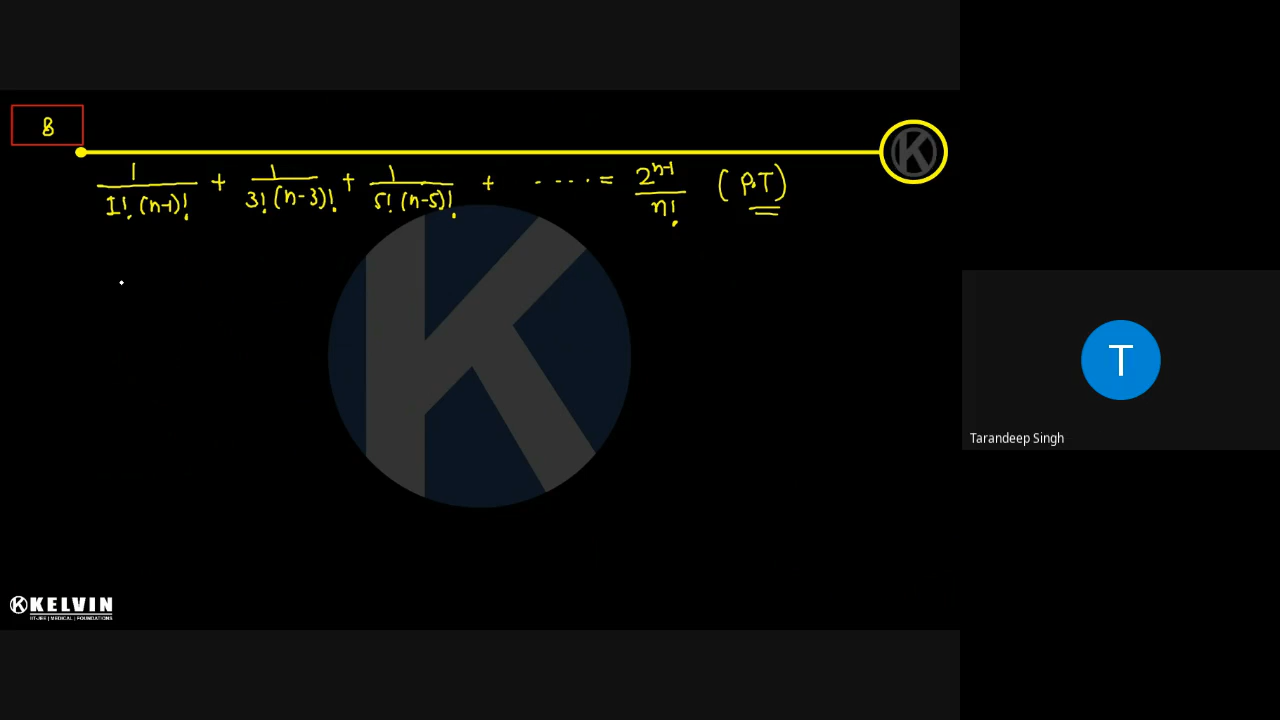 B
1/(1!(n-1)!) + 1/(3!(n-3)!) + 1/(5!(n-5)!) + ..... = 2^(n-1)/n! (P.T)
T
Tarandeep Singh
KELVIN
IIT-JEE | MEDICAL | FOUNDATIONS